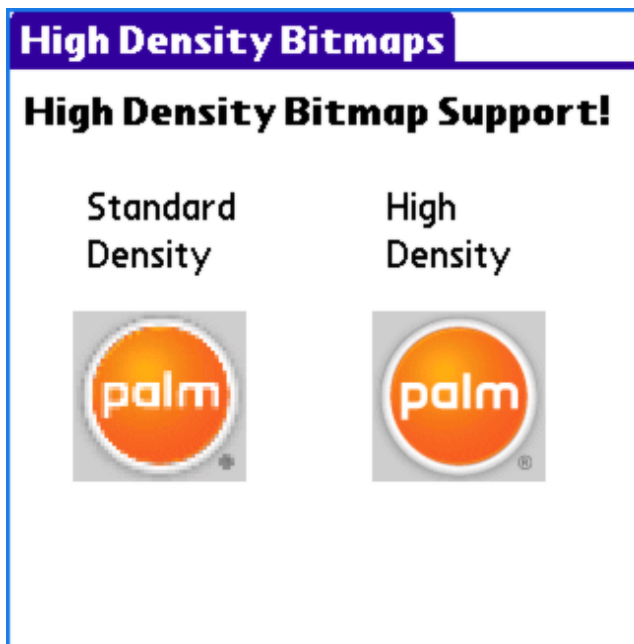 High Density Bitmaps
High Density Bitmap Support!
Standard High
Density Density
palm palm
®